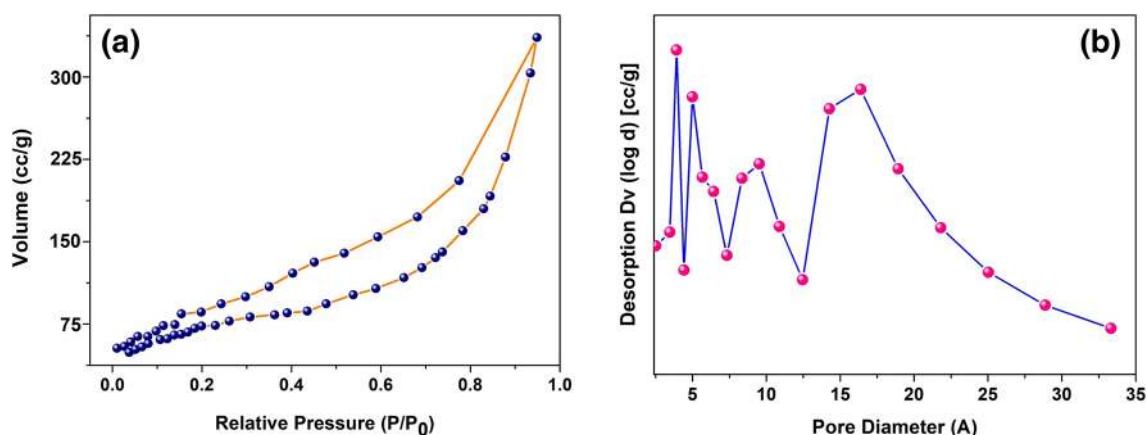 (a)
Volume (cc/g)
300
225
150
75
0.0 0.2 0.4 0.6 0.8 1.0
Relative Pressure (P/P0)
(b)
Desorption Dv (log d) [cc/g]
5 10 15 20 25 30 35
Pore Diameter (A)